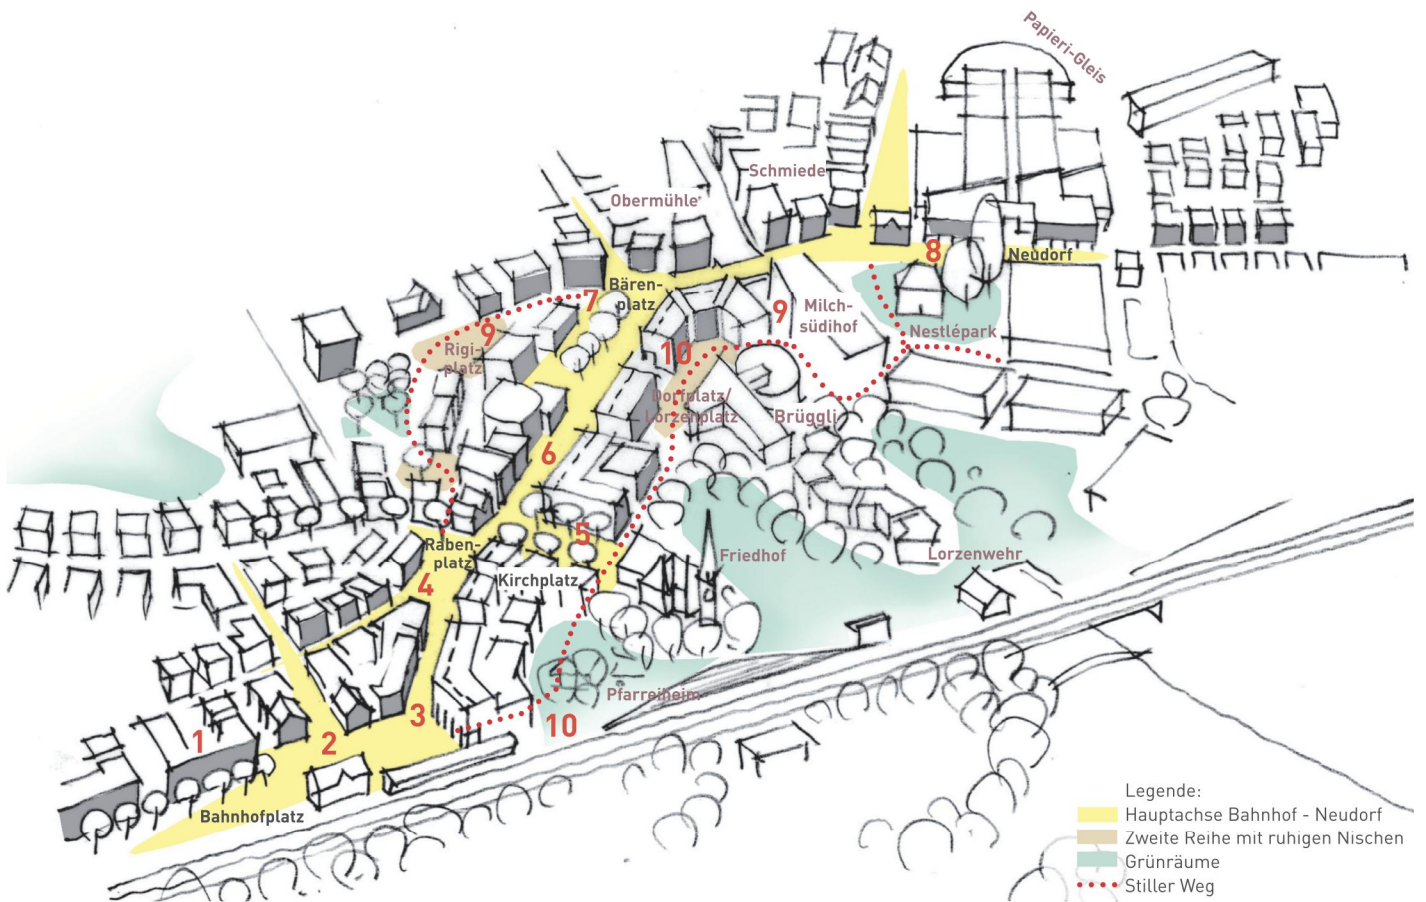 Papieri-Gleis
Schmiede
Obermühle
8
Neudorf
Bären-
platz
7
9
Milch-
südihof
9
Rigi-
platz
Nestlépark
10
Dorfplatz/
Lorzenplatz
Brüggli
6
5
Raben-
platz
Friedhof
Lorzenwehr
Kirchplatz
4
Pfarreiheim
3
10
1
2
Bahnhofplatz
Legende:
Hauptachse Bahnhof - Neudorf
Zweite Reihe mit ruhigen Nischen
Grünräume
Stiller Weg